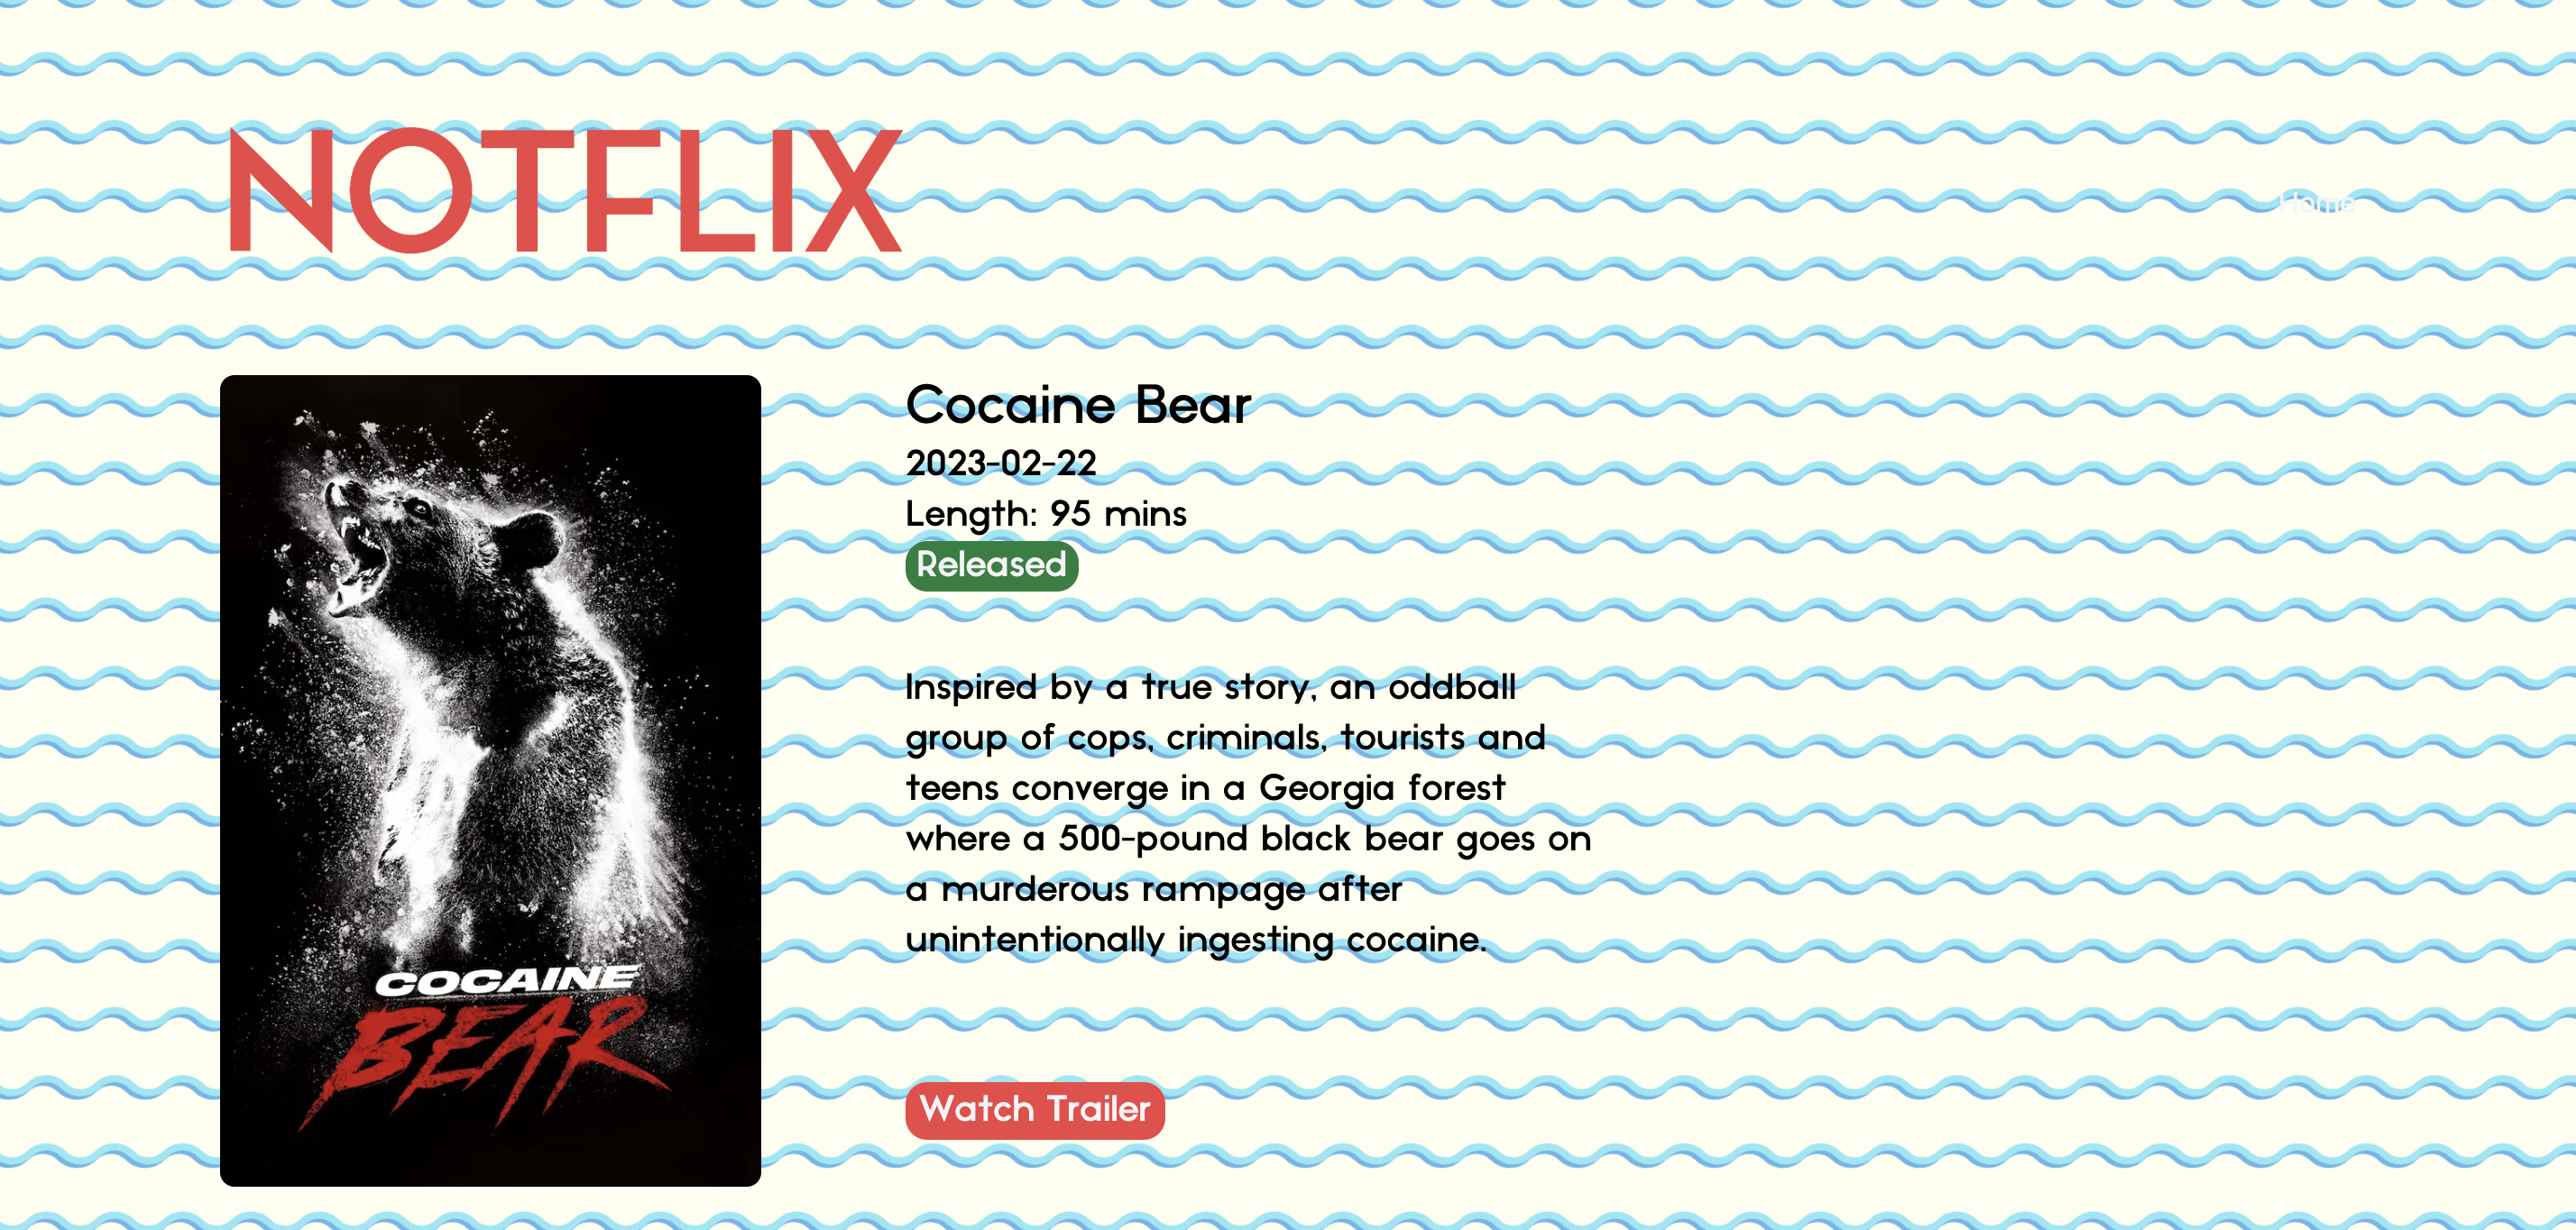 NOTFLIX
Home
Cocaine Bear
2023-02-22
Length: 95 mins
Released
Inspired by a true story, an oddball
group of cops, criminals, tourists and
teens converge in a Georgia forest
where a 500-pound black bear goes on
a murderous rampage after
unintentionally ingesting cocaine.
Watch Trailer
COCAINE
BEAR